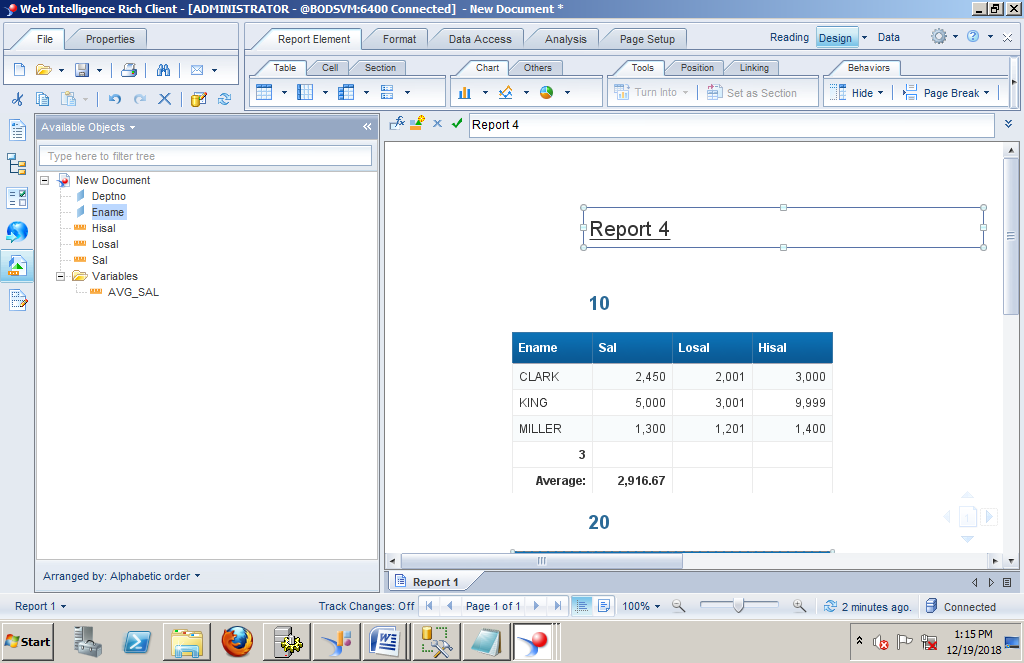 Web Intelligence Rich Client - [ADMINISTRATOR - @BODSVM:6400 Connected] - New Document *
File Properties
Report Element Format Data Access Analysis Page Setup Reading Design Data
Table Cell Section Chart Others Tools Position Linking Behaviors
Turn Into Set as Section Hide Page Break
Available Objects
Type here to filter tree
New Document
Deptno
Ename
Hisal
Losal
Sal
Variables
AVG_SAL
Arranged by: Alphabetic order
Report 4
Report 4
10
Ename Sal Losal Hisal
CLARK 2,450 2,001 3,000
KING 5,000 3,001 9,999
MILLER 1,300 1,201 1,400
3
Average: 2,916.67
1
20
Report 1
Report 1 Track Changes: Off Page 1 of 1 100% 2 minutes ago. Connected
Start
1:15 PM
12/19/2018